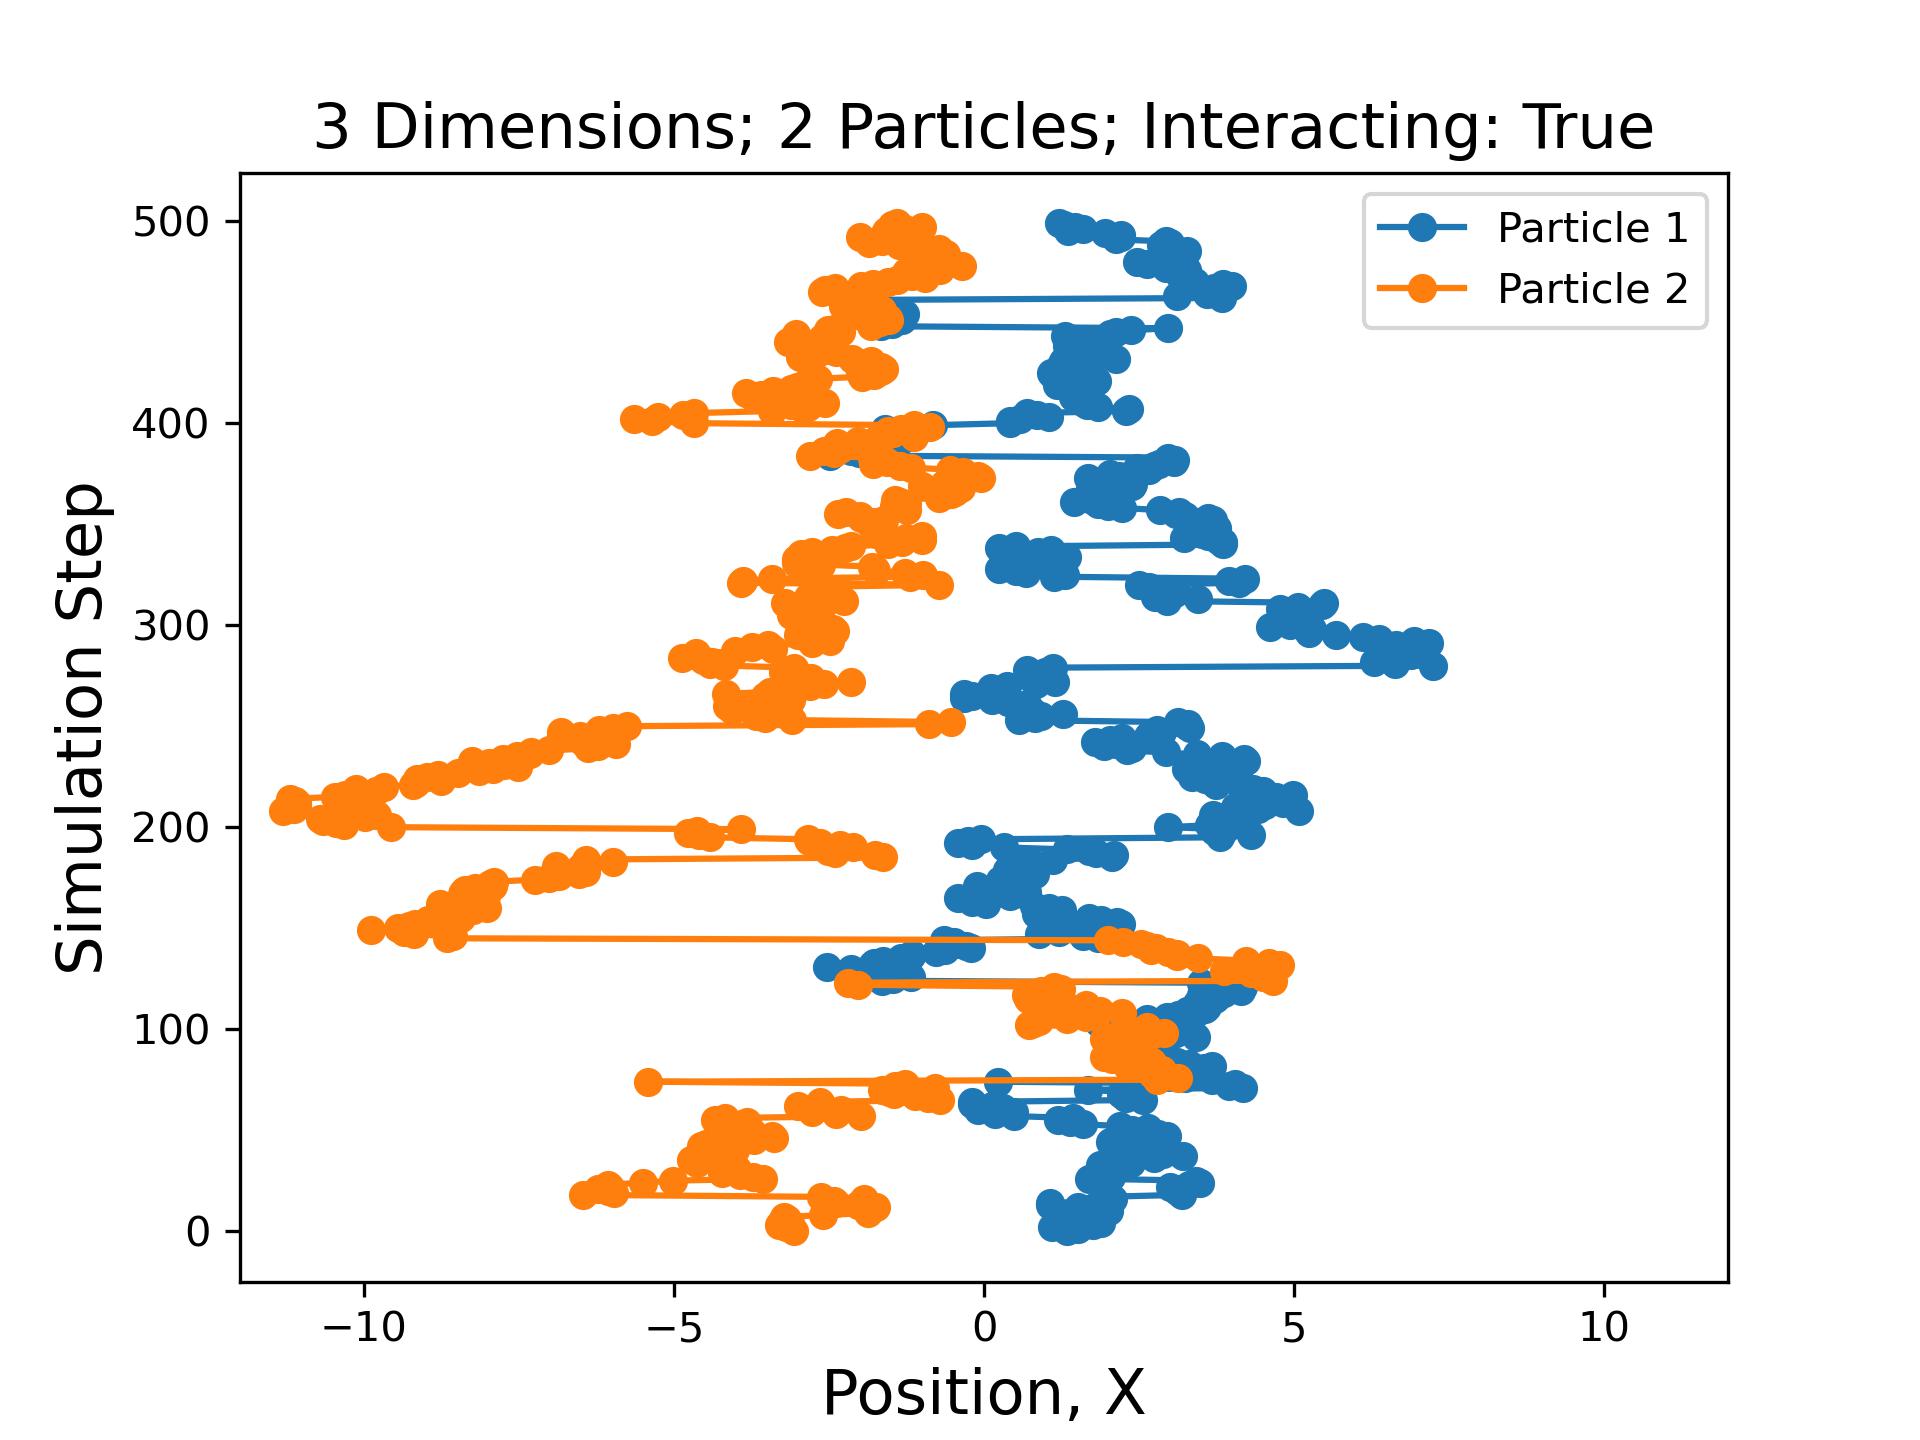 3 Dimensions; 2 Particles; Interacting: True
Particle 1
Particle 2
500
400
300
200
100
0
Simulation Step
−10
−5
0
5
10
Position, X